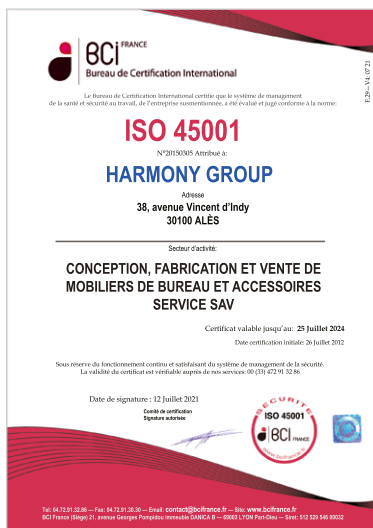 BCi FRANCE
Bureau de Certification International
F.29 – V4: 07 21
Le Bureau de Certification International certifie que le système de management
de la santé et sécurité au travail, de l'entreprise susmentionnée, a été évalué et jugé conforme à la norme:
ISO 45001
N°20150305 Attribué à:
HARMONY GROUP
Adresse
38, avenue Vincent d'Indy
30100 ALÈS
Secteur d'activité:
CONCEPTION, FABRICATION ET VENTE DE
MOBILIERS DE BUREAU ET ACCESSOIRES
SERVICE SAV
Certificat valable jusqu'au: 25 Juillet 2024
Date certification initiale: 26 Juillet 2012
Sous réserve du fonctionnement continu et satisfaisant du système de management de la sécurité.
La validité du certificat est vérifiable auprès de nos services: 00 (33) 472 91 32 86
Date de signature : 12 Juillet 2021
Comité de certification
Signature autorisée
SECURITE
ISO 45001
BCi FRANCE
www.bcifrance.fr
Tel: 04.72.91.32.86 — Fax: 04.72.91.30.30 — Email: contact@bcifrance.fr — Site: www.bcifrance.fr
BCI France (Siège) 21, avenue Georges Pompidou immeuble DANICA B — 69003 LYON Part-Dieu — Siret: 512 539 546 00032